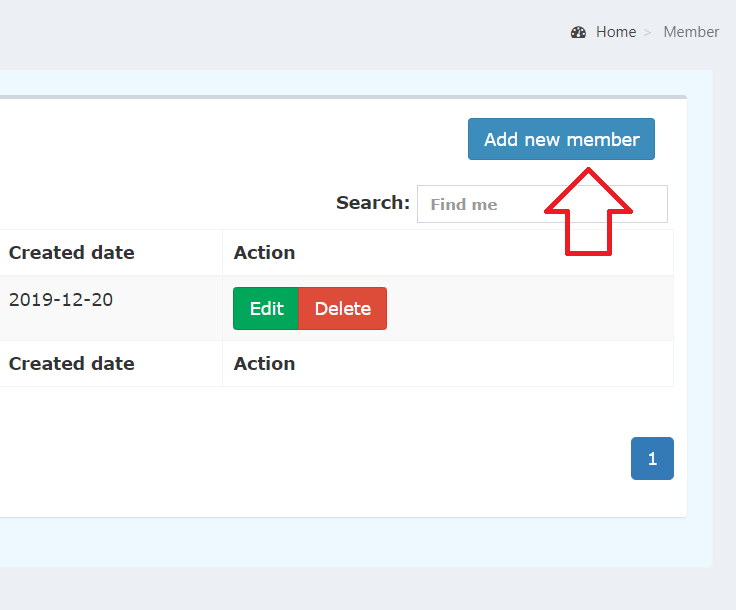 Home > Member
Add new member
Search: Find me
Created date Action
2019-12-20 Edit Delete
Created date Action
1